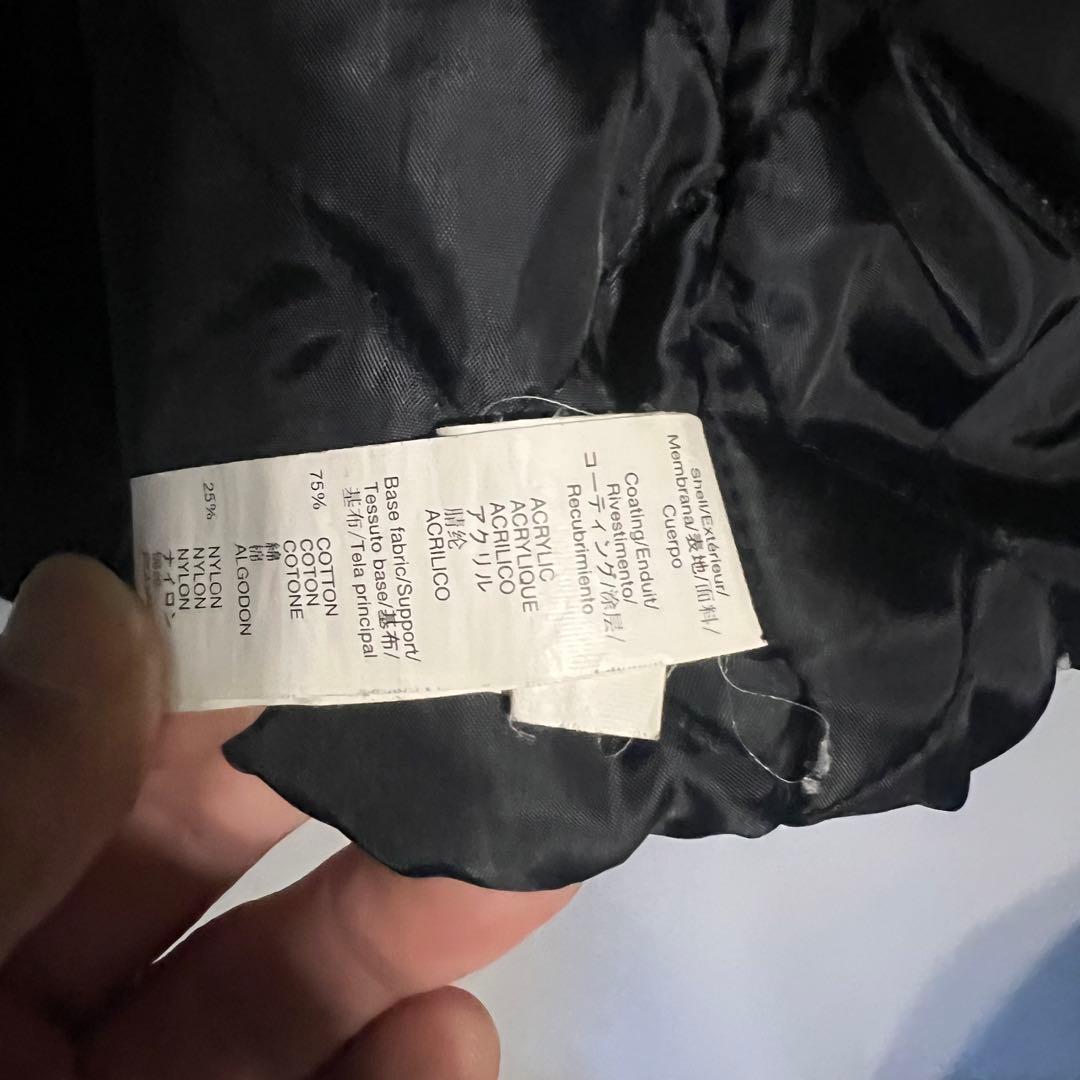 Shell/Extérieur/
Membrana/表地/面料/
Cuerpo
Coating/Enduit/
Rivestimento/
コーティング/涂层/
Recubrimiento
ACRYLIC
ACRYLIQUE
ACRILICO
アクリル
腈纶
ACRILICO
Base fabric/Support/
Tessuto base/基布/
基布/Tela principal
75% COTTON
COTON
COTONE
綿
棉
ALGODON
25% NYLON
NYLON
NYLON
ナイロン